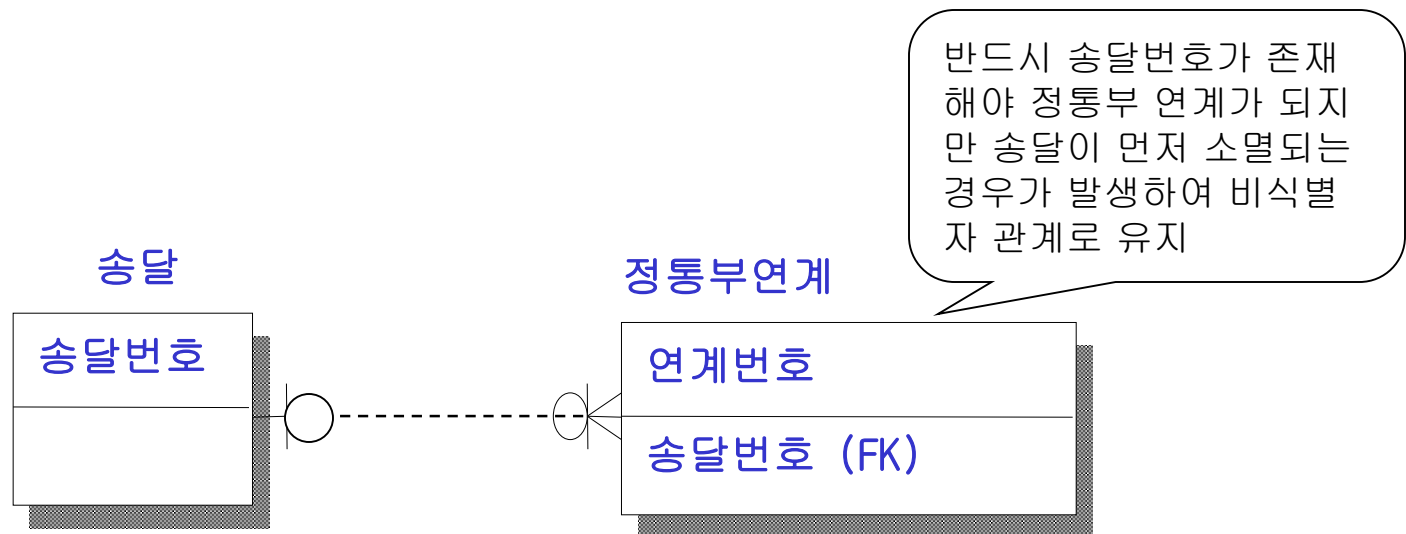 반드시 송달번호가 존재
해야 정통부 연계가 되지
만 송달이 먼저 소멸되는
경우가 발생하여 비식별
자 관계로 유지
송달
정통부연계
송달번호
연계번호
송달번호 (FK)